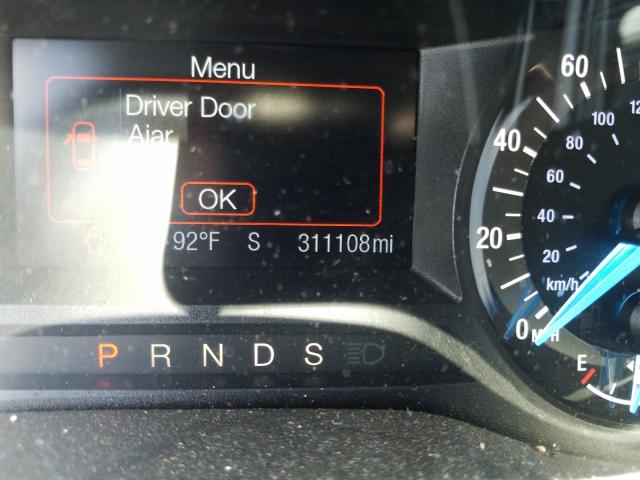 Menu
Driver Door
Ajar
OK
92°F S 311108mi
P R N D S
60
40
20
0 MPH
100
80
60
40
20
km/h
E